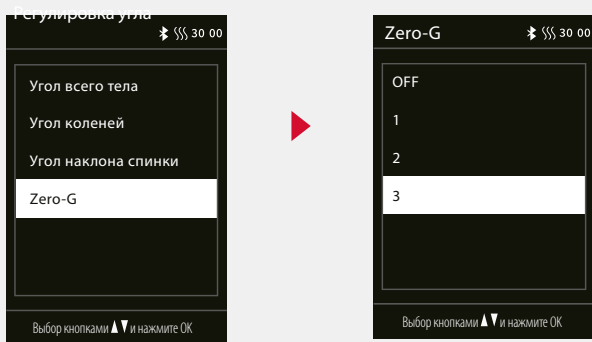 Регулировка угла
30 00
Угол всего тела
Угол коленей
Угол наклона спинки
Zero-G
Выбор кнопками ▲▼ и нажмите OK
Zero-G 30 00
OFF
1
2
3
Выбор кнопками ▲▼ и нажмите OK